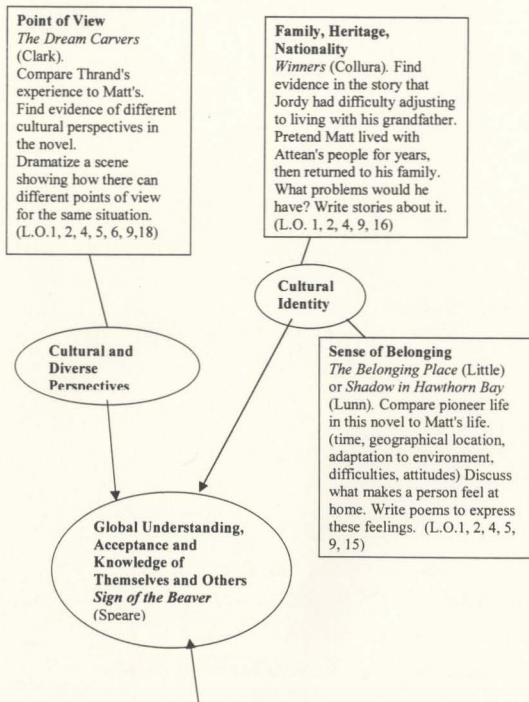 Point of View
The Dream Carvers
(Clark).
Compare Thrand's
experience to Matt's.
Find evidence of different
cultural perspectives in
the novel.
Dramatize a scene
showing how there can
different points of view
for the same situation.
(L.O.1, 2, 4, 5, 6, 9,18)
Family, Heritage,
Nationality
Winners (Collura). Find
evidence in the story that
Jordy had difficulty adjusting
to living with his grandfather.
Pretend Matt lived with
Attean's people for years,
then returned to his family.
What problems would he
have? Write stories about it.
(L.O. 1, 2, 4, 9, 16)
Cultural
Identity
Cultural and
Diverse
Perspectives
Sense of Belonging
The Belonging Place (Little)
or Shadow in Hawthorn Bay
(Lunn). Compare pioneer life
in this novel to Matt's life.
(time, geographical location,
adaptation to environment,
difficulties, attitudes) Discuss
what makes a person feel at
home. Write poems to express
these feelings. (L.O.1, 2, 4, 5,
9, 15)
Global Understanding,
Acceptance and
Knowledge of
Themselves and Others
Sign of the Beaver
(Speare)